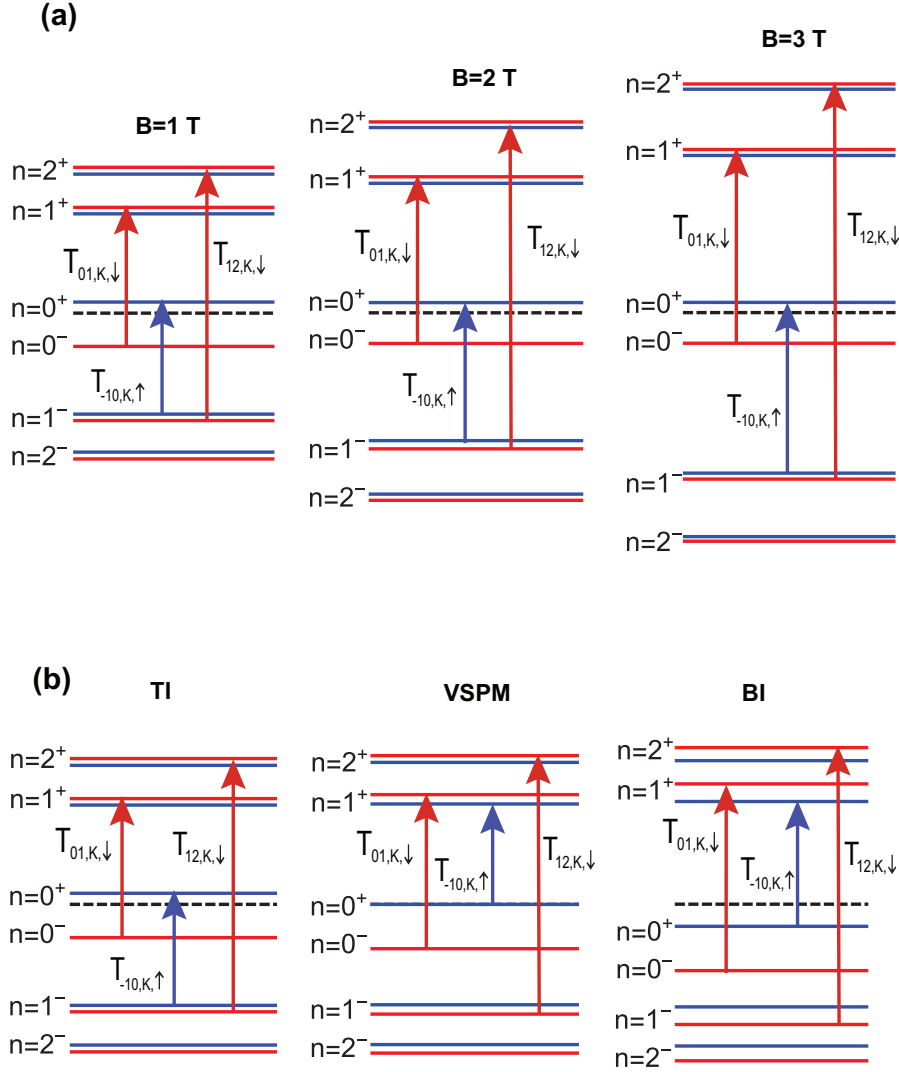 (a)
B=1 T
n=2⁺
n=1⁺
T01,K,↓
T12,K,↓
n=0⁺
n=0⁻
T-10,K,↑
n=1⁻
n=2⁻
B=2 T
n=2⁺
n=1⁺
T01,K,↓
T12,K,↓
n=0⁺
n=0⁻
T-10,K,↑
n=1⁻
n=2⁻
B=3 T
n=2⁺
n=1⁺
T01,K,↓
T12,K,↓
n=0⁺
n=0⁻
T-10,K,↑
n=1⁻
n=2⁻
(b)
TI
n=2⁺
n=1⁺
T01,K,↓
T12,K,↓
n=0⁺
n=0⁻
T-10,K,↑
n=1⁻
n=2⁻
VSPM
n=2⁺
n=1⁺
T01,K,↓
T-10,K,↑
T12,K,↓
n=0⁺
n=0⁻
n=1⁻
n=2⁻
BI
n=2⁺
n=1⁺
T01,K,↓
T-10,K,↑
T12,K,↓
n=0⁺
n=0⁻
n=1⁻
n=2⁻